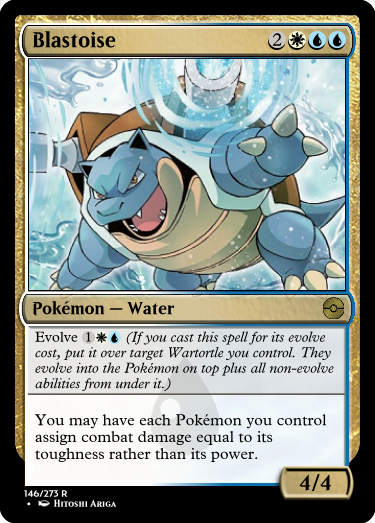 Blastoise 2
Pokémon — Water
Evolve 1 (If you cast this spell for its evolve
cost, put it over target Wartortle you control. They
evolve into the Pokémon on top plus all non-evolve
abilities from under it.)
You may have each Pokémon you control
assign combat damage equal to its
toughness rather than its power.
4/4
146/273 R
• Hitoshi Ariga